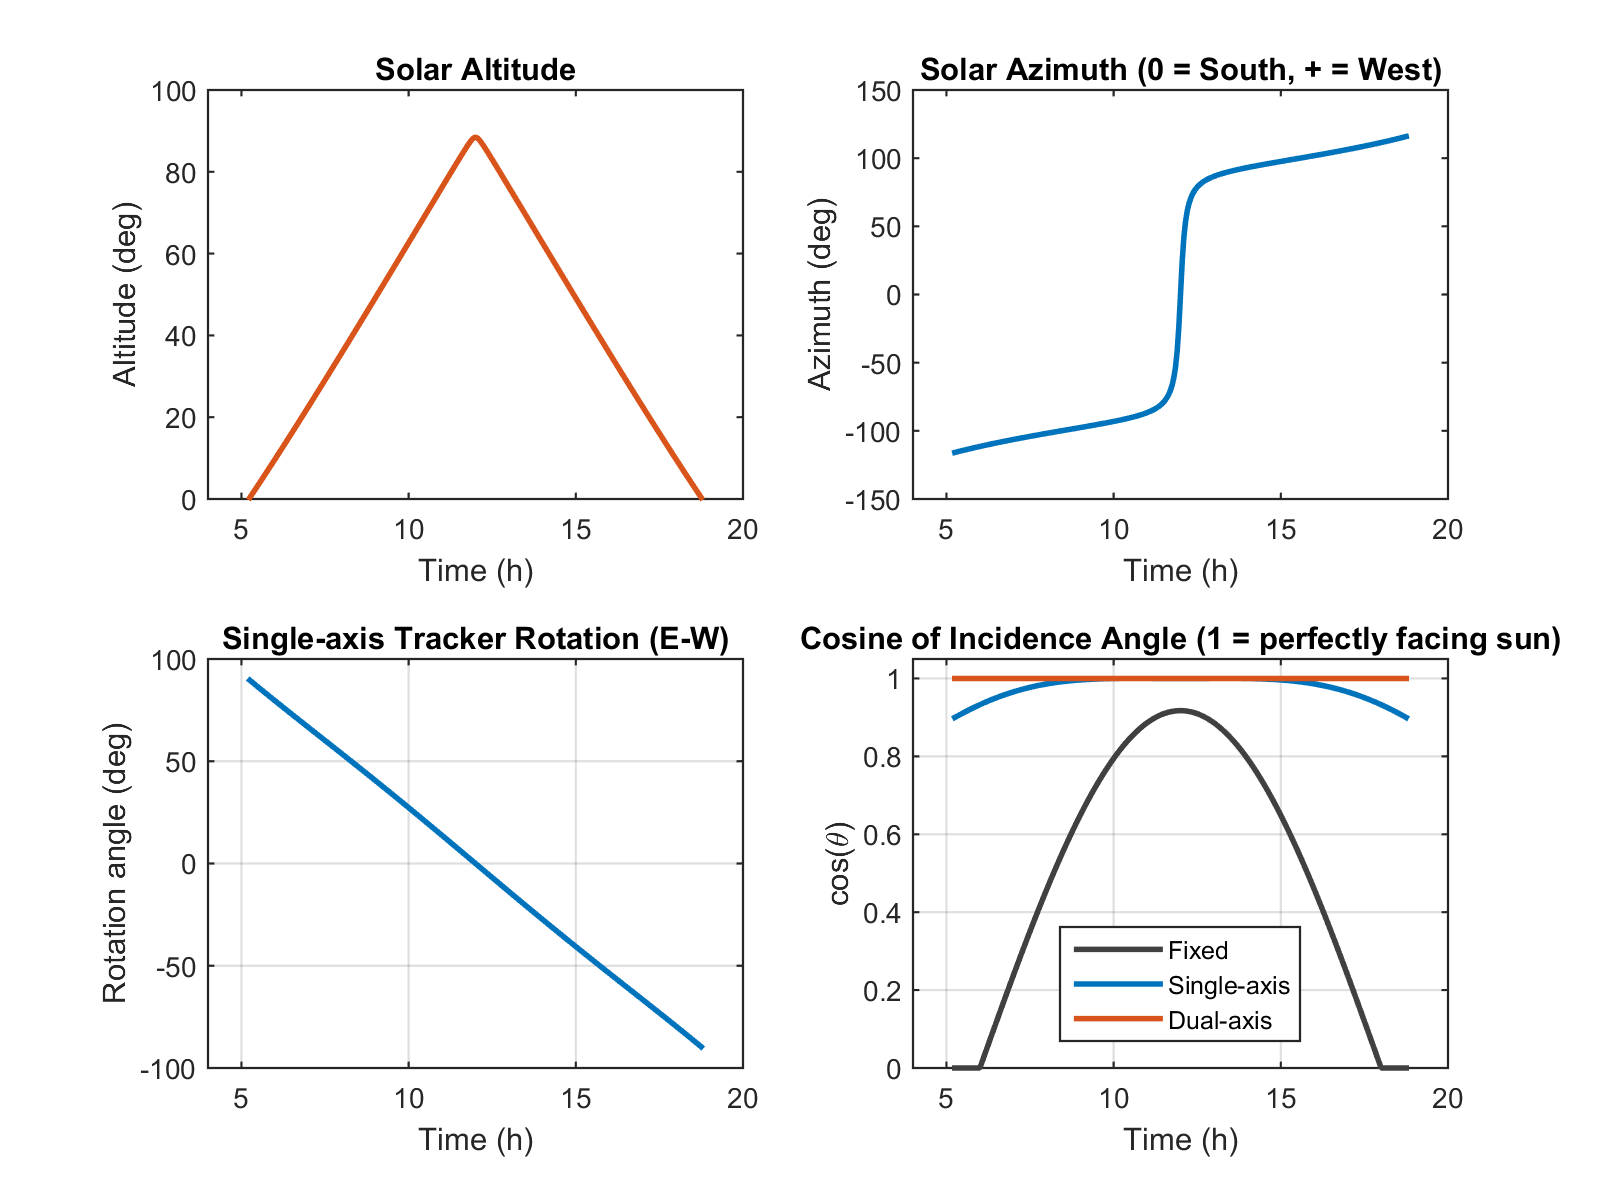 Solar Altitude
100
80
60
40
20
0
Altitude (deg)
5
10
15
20
Time (h)
Solar Azimuth (0 = South, + = West)
150
100
50
0
-50
-100
-150
Azimuth (deg)
5
10
15
20
Time (h)
Single-axis Tracker Rotation (E-W)
100
50
0
-50
-100
Rotation angle (deg)
5
10
15
20
Time (h)
Cosine of Incidence Angle (1 = perfectly facing sun)
1
0.8
0.6
0.4
0.2
0
cos(θ)
Fixed
Single-axis
Dual-axis
5
10
15
20
Time (h)